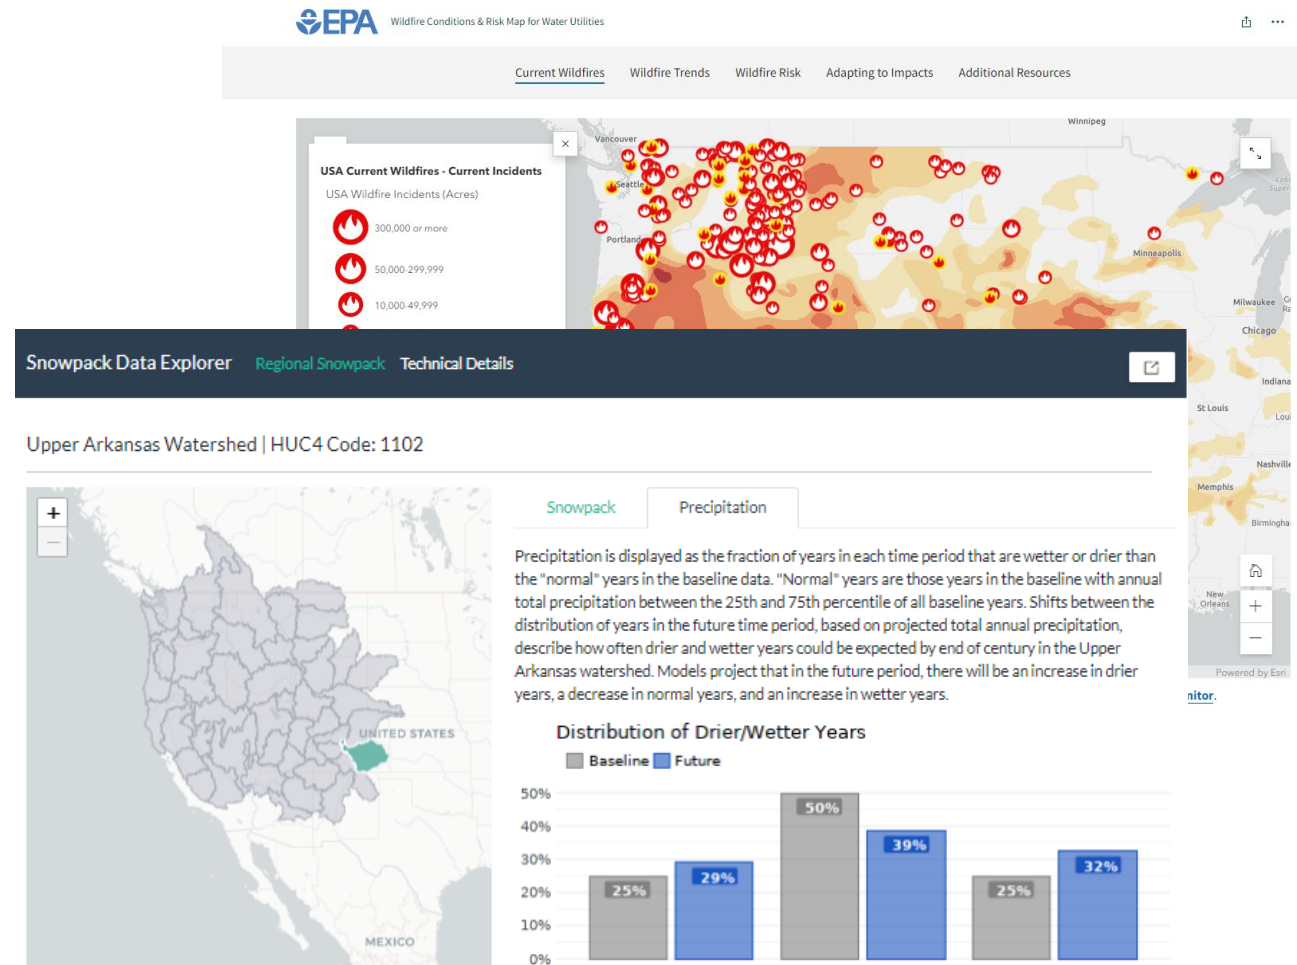 EPA Wildfire Conditions & Risk Map for Water Utilities
Current Wildfires Wildfire Trends Wildfire Risk Adapting to Impacts Additional Resources
Winnipeg
Vancouver
USA Current Wildfires - Current Incidents
USA Wildfire Incidents (Acres)
Seattle
300,000 or more
Portland
Minneapolis
50,000-299,999
10,000-49,999
Milwaukee
Chicago
Snowpack Data Explorer Regional Snowpack Technical Details
Indiana
St Louis
Lou
Upper Arkansas Watershed | HUC4 Code: 1102
Nashville
Memphis
Birmingha
New
Orleans
Powered by Esri
nitor.
+
−
UNITED STATES
MEXICO
Snowpack Precipitation
Precipitation is displayed as the fraction of years in each time period that are wetter or drier than
the "normal" years in the baseline data. "Normal" years are those years in the baseline with annual
total precipitation between the 25th and 75th percentile of all baseline years. Shifts between the
distribution of years in the future time period, based on projected total annual precipitation,
describe how often drier and wetter years could be expected by end of century in the Upper
Arkansas watershed. Models project that in the future period, there will be an increase in drier
years, a decrease in normal years, and an increase in wetter years.
Distribution of Drier/Wetter Years
Baseline Future
50%
40%
30%
20%
10%
0%
25%
29%
50%
39%
25%
32%